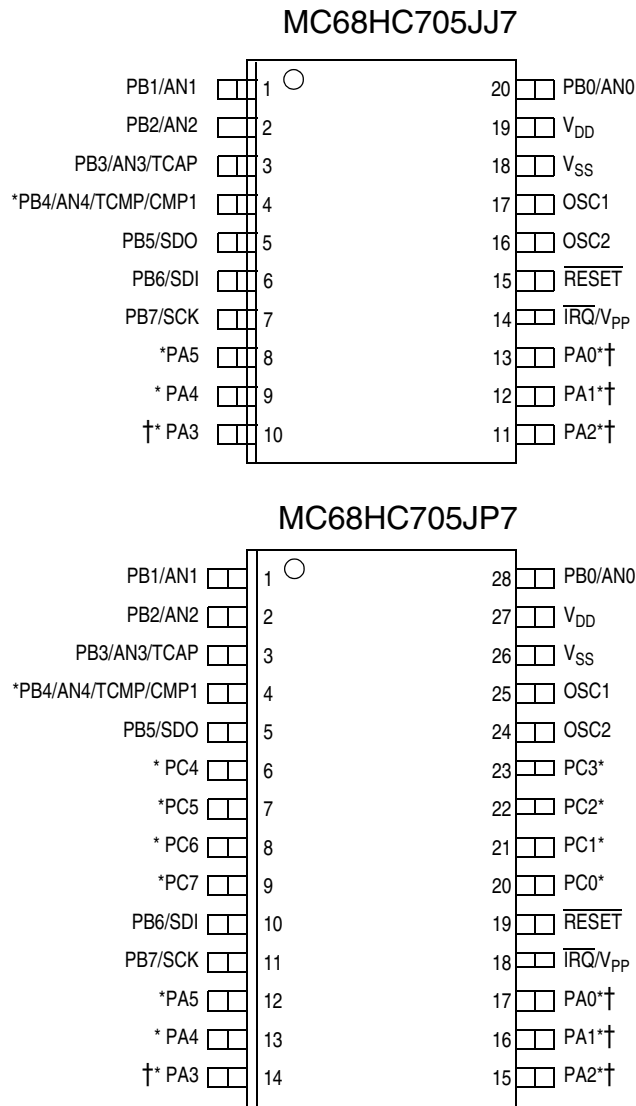 MC68HC705JJ7
PB1/AN1 1 20 PB0/AN0
PB2/AN2 2 19 VDD
PB3/AN3/TCAP 3 18 VSS
*PB4/AN4/TCMP/CMP1 4 17 OSC1
PB5/SDO 5 16 OSC2
PB6/SDI 6 15 RESET
PB7/SCK 7 14 IRQ/VPP
*PA5 8 13 PA0*†
* PA4 9 12 PA1*†
†* PA3 10 11 PA2*†
MC68HC705JP7
PB1/AN1 1 28 PB0/AN0
PB2/AN2 2 27 VDD
PB3/AN3/TCAP 3 26 VSS
*PB4/AN4/TCMP/CMP1 4 25 OSC1
PB5/SDO 5 24 OSC2
* PC4 6 23 PC3*
*PC5 7 22 PC2*
* PC6 8 21 PC1*
*PC7 9 20 PC0*
PB6/SDI 10 19 RESET
PB7/SCK 11 18 IRQ/VPP
*PA5 12 17 PA0*†
* PA4 13 16 PA1*†
†* PA3 14 15 PA2*†